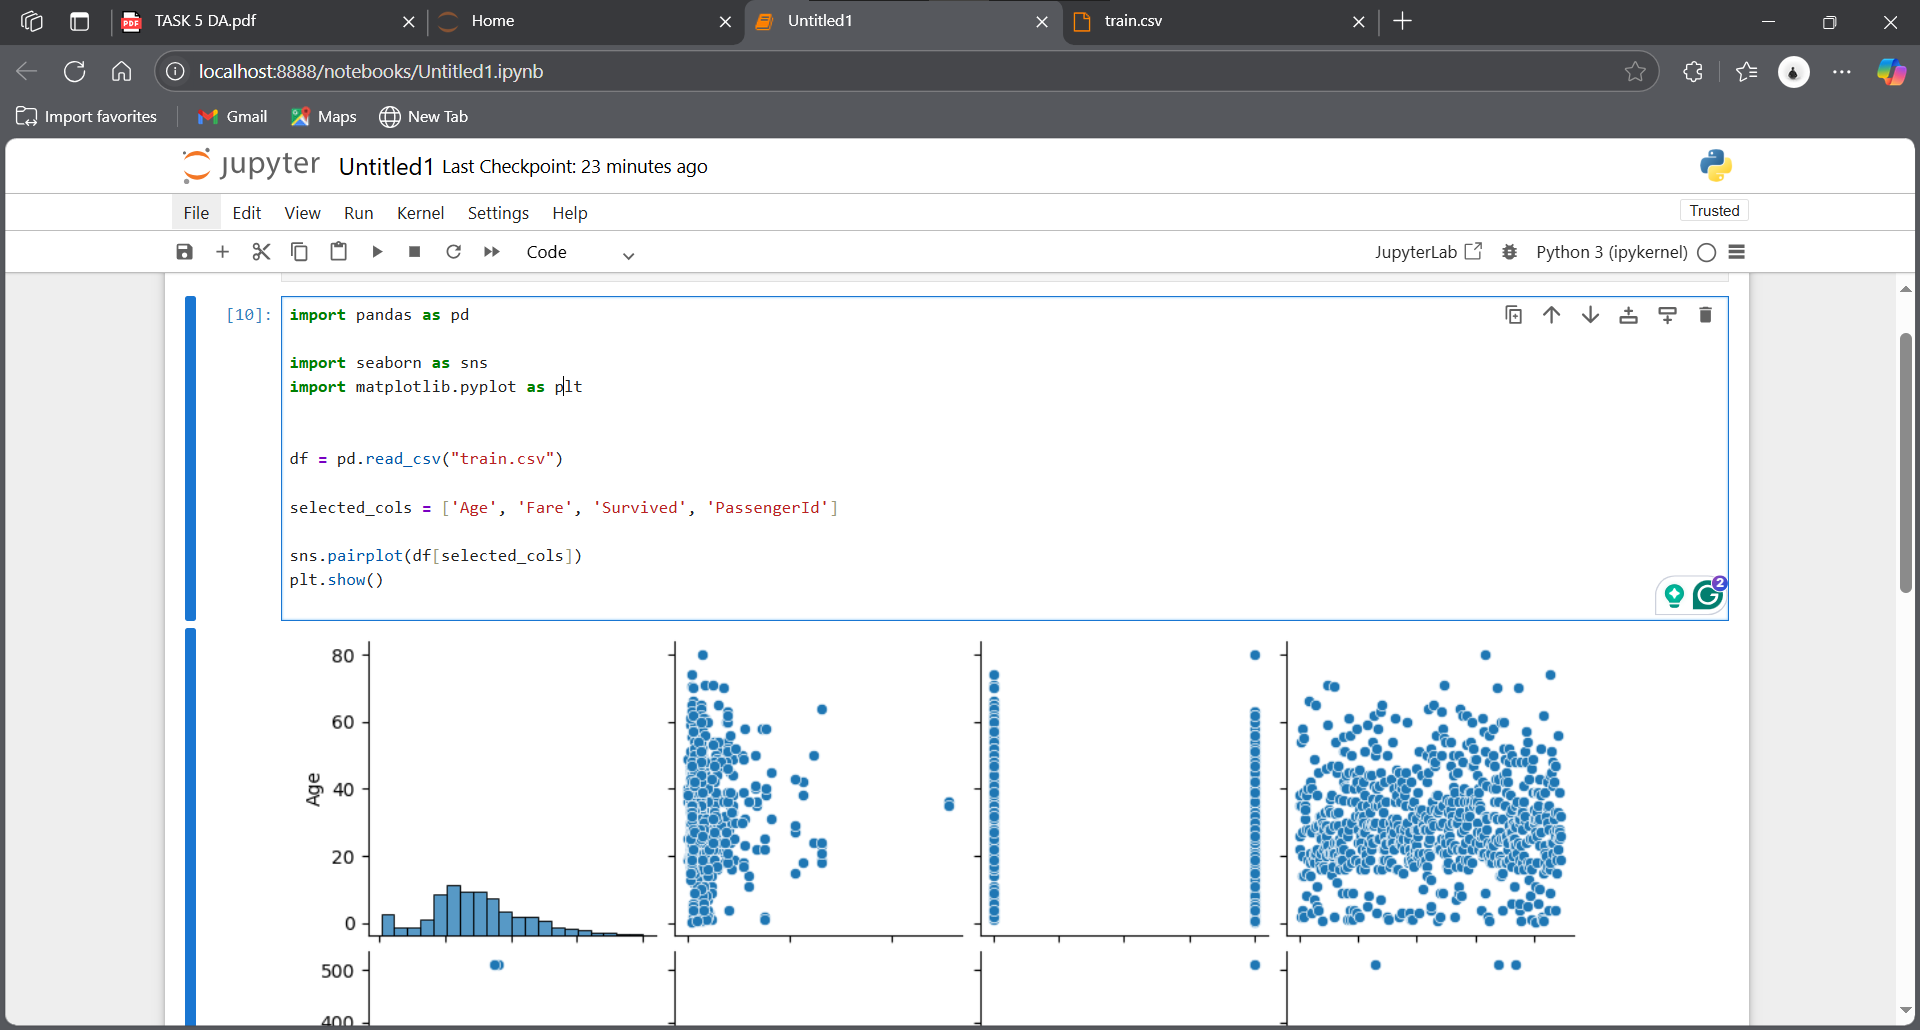 TASK 5 DA.pdf
Home
Untitled1
train.csv
localhost:8888/notebooks/Untitled1.ipynb
Import favorites
Gmail
Maps
New Tab
jupyter Untitled1 Last Checkpoint: 23 minutes ago
File Edit View Run Kernel Settings Help
Trusted
Code
JupyterLab
Python 3 (ipykernel)
[10]:
import pandas as pd
import seaborn as sns
import matplotlib.pyplot as plt
df = pd.read_csv("train.csv")
selected_cols = ['Age', 'Fare', 'Survived', 'PassengerId']
sns.pairplot(df[selected_cols])
plt.show()
2
80
60
Age
40
20
0
500
400